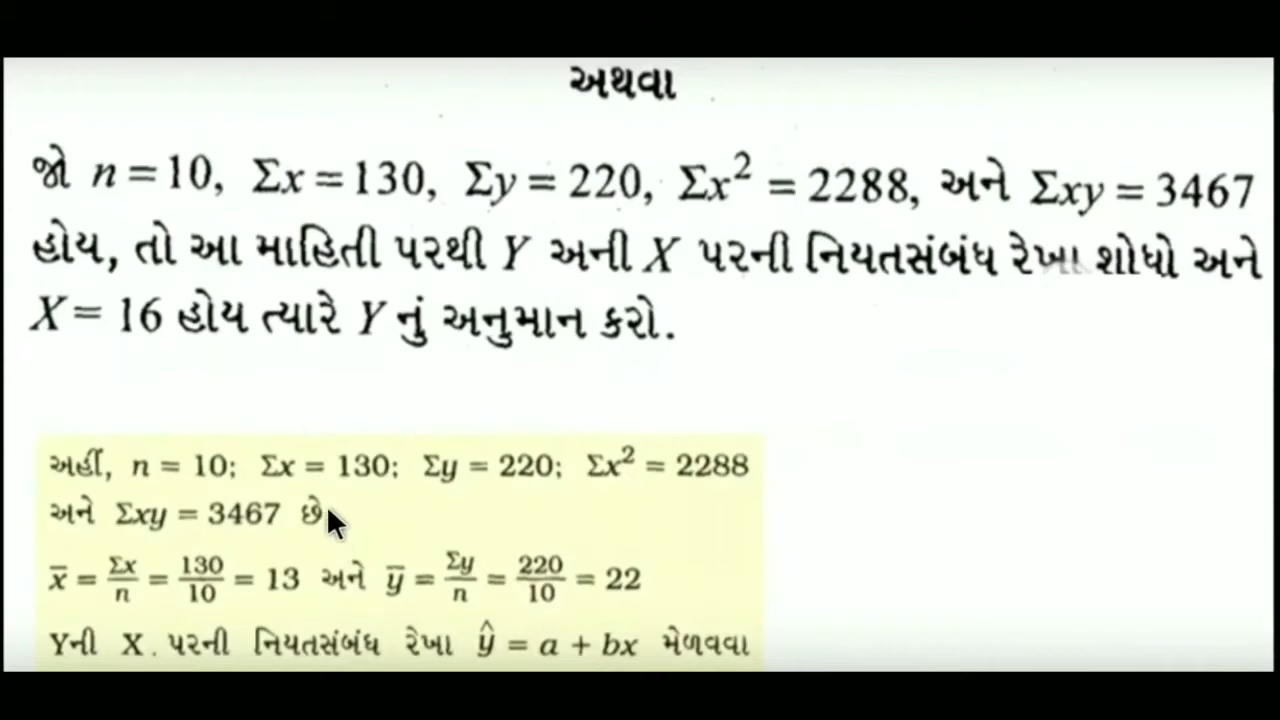 અથવા
જો n = 10, Σx = 130, Σy = 220, Σx² = 2288, અને Σxy = 3467
હોય, તો આ માહિતી પરથી Y અની X પરની નિયતસંબંધ રેખા શોધો અને
X = 16 હોય ત્યારે Y નું અનુમાન કરો.
અહીં, n = 10; Σx = 130; Σy = 220; Σx² = 2288
અને Σxy = 3467 છે
x̄ = Σx/n = 130/10 = 13 અને ȳ = Σy/n = 220/10 = 22
Yની X. પરની નિયતસંબંધ રેખા ŷ = a + bx મેળવવા